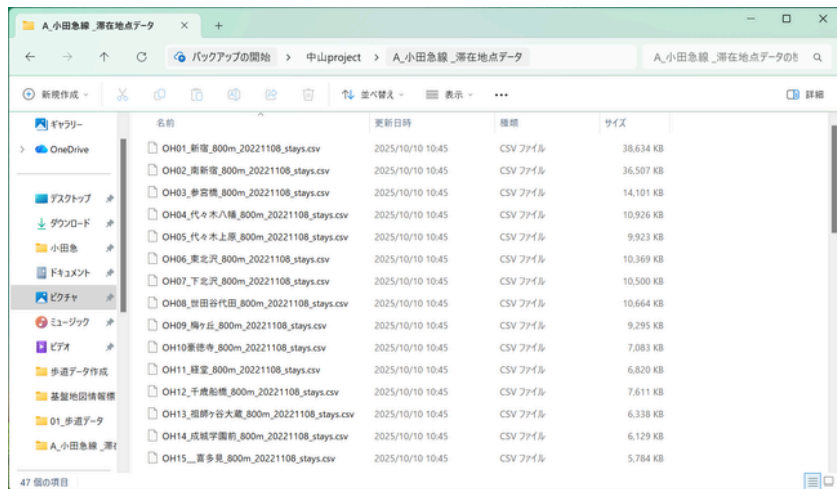 A_小田急線 _滞在地点データ
バックアップの開始 > 中山project > A_小田急線 _滞在地点データ
A_小田急線 _滞在地点データの検
新規作成 並べ替え 表示 ... 詳細
名前 更新日時 種類 サイズ
ギャラリー
OneDrive
デスクトップ
ダウンロード
小田急
ドキュメント
ピクチャ
ミュージック
ビデオ
歩道データ作成
基盤地図情報標
01_歩道データ
A_小田急線 _滞在
OH01_新宿_800m_20221108_stays.csv 2025/10/10 10:45 CSV ファイル 38,634 KB
OH02_南新宿_800m_20221108_stays.csv 2025/10/10 10:45 CSV ファイル 36,507 KB
OH03_参宮橋_800m_20221108_stays.csv 2025/10/10 10:45 CSV ファイル 14,101 KB
OH04_代々木八幡_800m_20221108_stays.csv 2025/10/10 10:45 CSV ファイル 10,926 KB
OH05_代々木上原_800m_20221108_stays.csv 2025/10/10 10:45 CSV ファイル 9,923 KB
OH06_東北沢_800m_20221108_stays.csv 2025/10/10 10:45 CSV ファイル 10,369 KB
OH07_下北沢_800m_20221108_stays.csv 2025/10/10 10:45 CSV ファイル 10,500 KB
OH08_世田谷代田_800m_20221108_stays.csv 2025/10/10 10:45 CSV ファイル 10,664 KB
OH09_梅ヶ丘_800m_20221108_stays.csv 2025/10/10 10:45 CSV ファイル 9,295 KB
OH10豪徳寺_800m_20221108_stays.csv 2025/10/10 10:45 CSV ファイル 7,083 KB
OH11_経堂_800m_20221108_stays.csv 2025/10/10 10:45 CSV ファイル 6,820 KB
OH12_千歳船橋_800m_20221108_stays.csv 2025/10/10 10:45 CSV ファイル 7,611 KB
OH13_祖師ヶ谷大蔵_800m_20221108_stays.csv 2025/10/10 10:45 CSV ファイル 6,338 KB
OH14_成城学園前_800m_20221108_stays.csv 2025/10/10 10:45 CSV ファイル 6,129 KB
OH15__喜多見_800m_20221108_stays.csv 2025/10/10 10:45 CSV ファイル 5,784 KB
47 個の項目